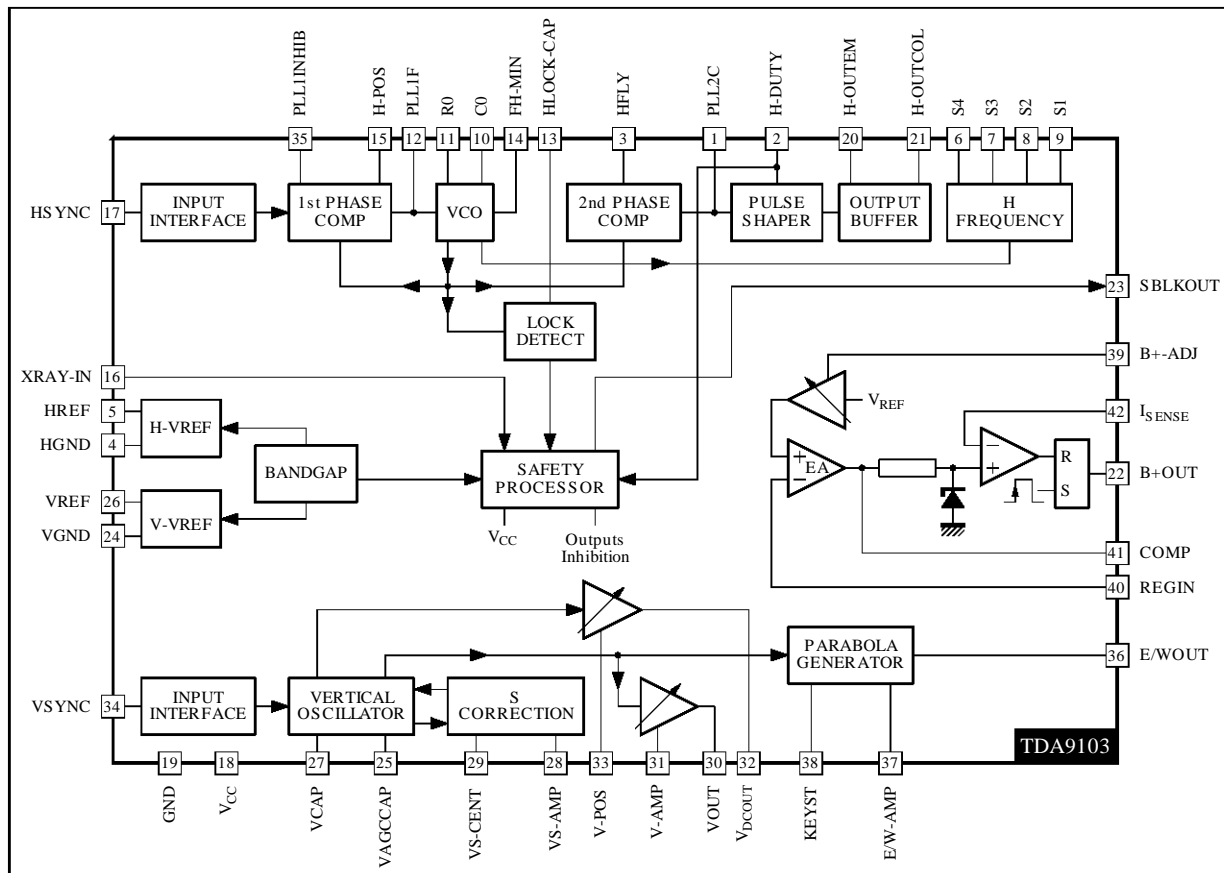 PLL1INHIB
H-POS
PLL1F
R0
C0
FH-MIN
HLOCK-CAP
HFLY
PLL2C
H-DUTY
H-OUTEM
H-OUTCOL
S4
S3
S2
S1
35
15
12
11
10
14
13
3
1
2
20
21
6
7
8
9
HSYNC
17
INPUT
INTERFACE
1st PHASE
COMP
VCO
2nd PHASE
COMP
PULSE
SHAPER
OUTPUT
BUFFER
H
FREQUENCY
23
SBLKOUT
LOCK
DETECT
39
B+-ADJ
XRAY-IN
16
VREF
HREF
5
HGND
4
H-VREF
42
ISENSE
BANDGAP
SAFETY
PROCESSOR
+
EA
−
−
+
R
S
22
B+OUT
VREF
26
VGND
24
V-VREF
VCC
Outputs
Inhibition
41
COMP
40
REGIN
PARABOLA
GENERATOR
36
E/WOUT
VSYNC
34
INPUT
INTERFACE
VERTICAL
OSCILLATOR
S
CORRECTION
TDA9103
19
18
27
25
29
28
33
31
30
32
38
37
GND
VCC
VCAP
VAGCCAP
VS-CENT
VS-AMP
V-POS
V-AMP
VOUT
VDCOUT
KEYST
E/W-AMP